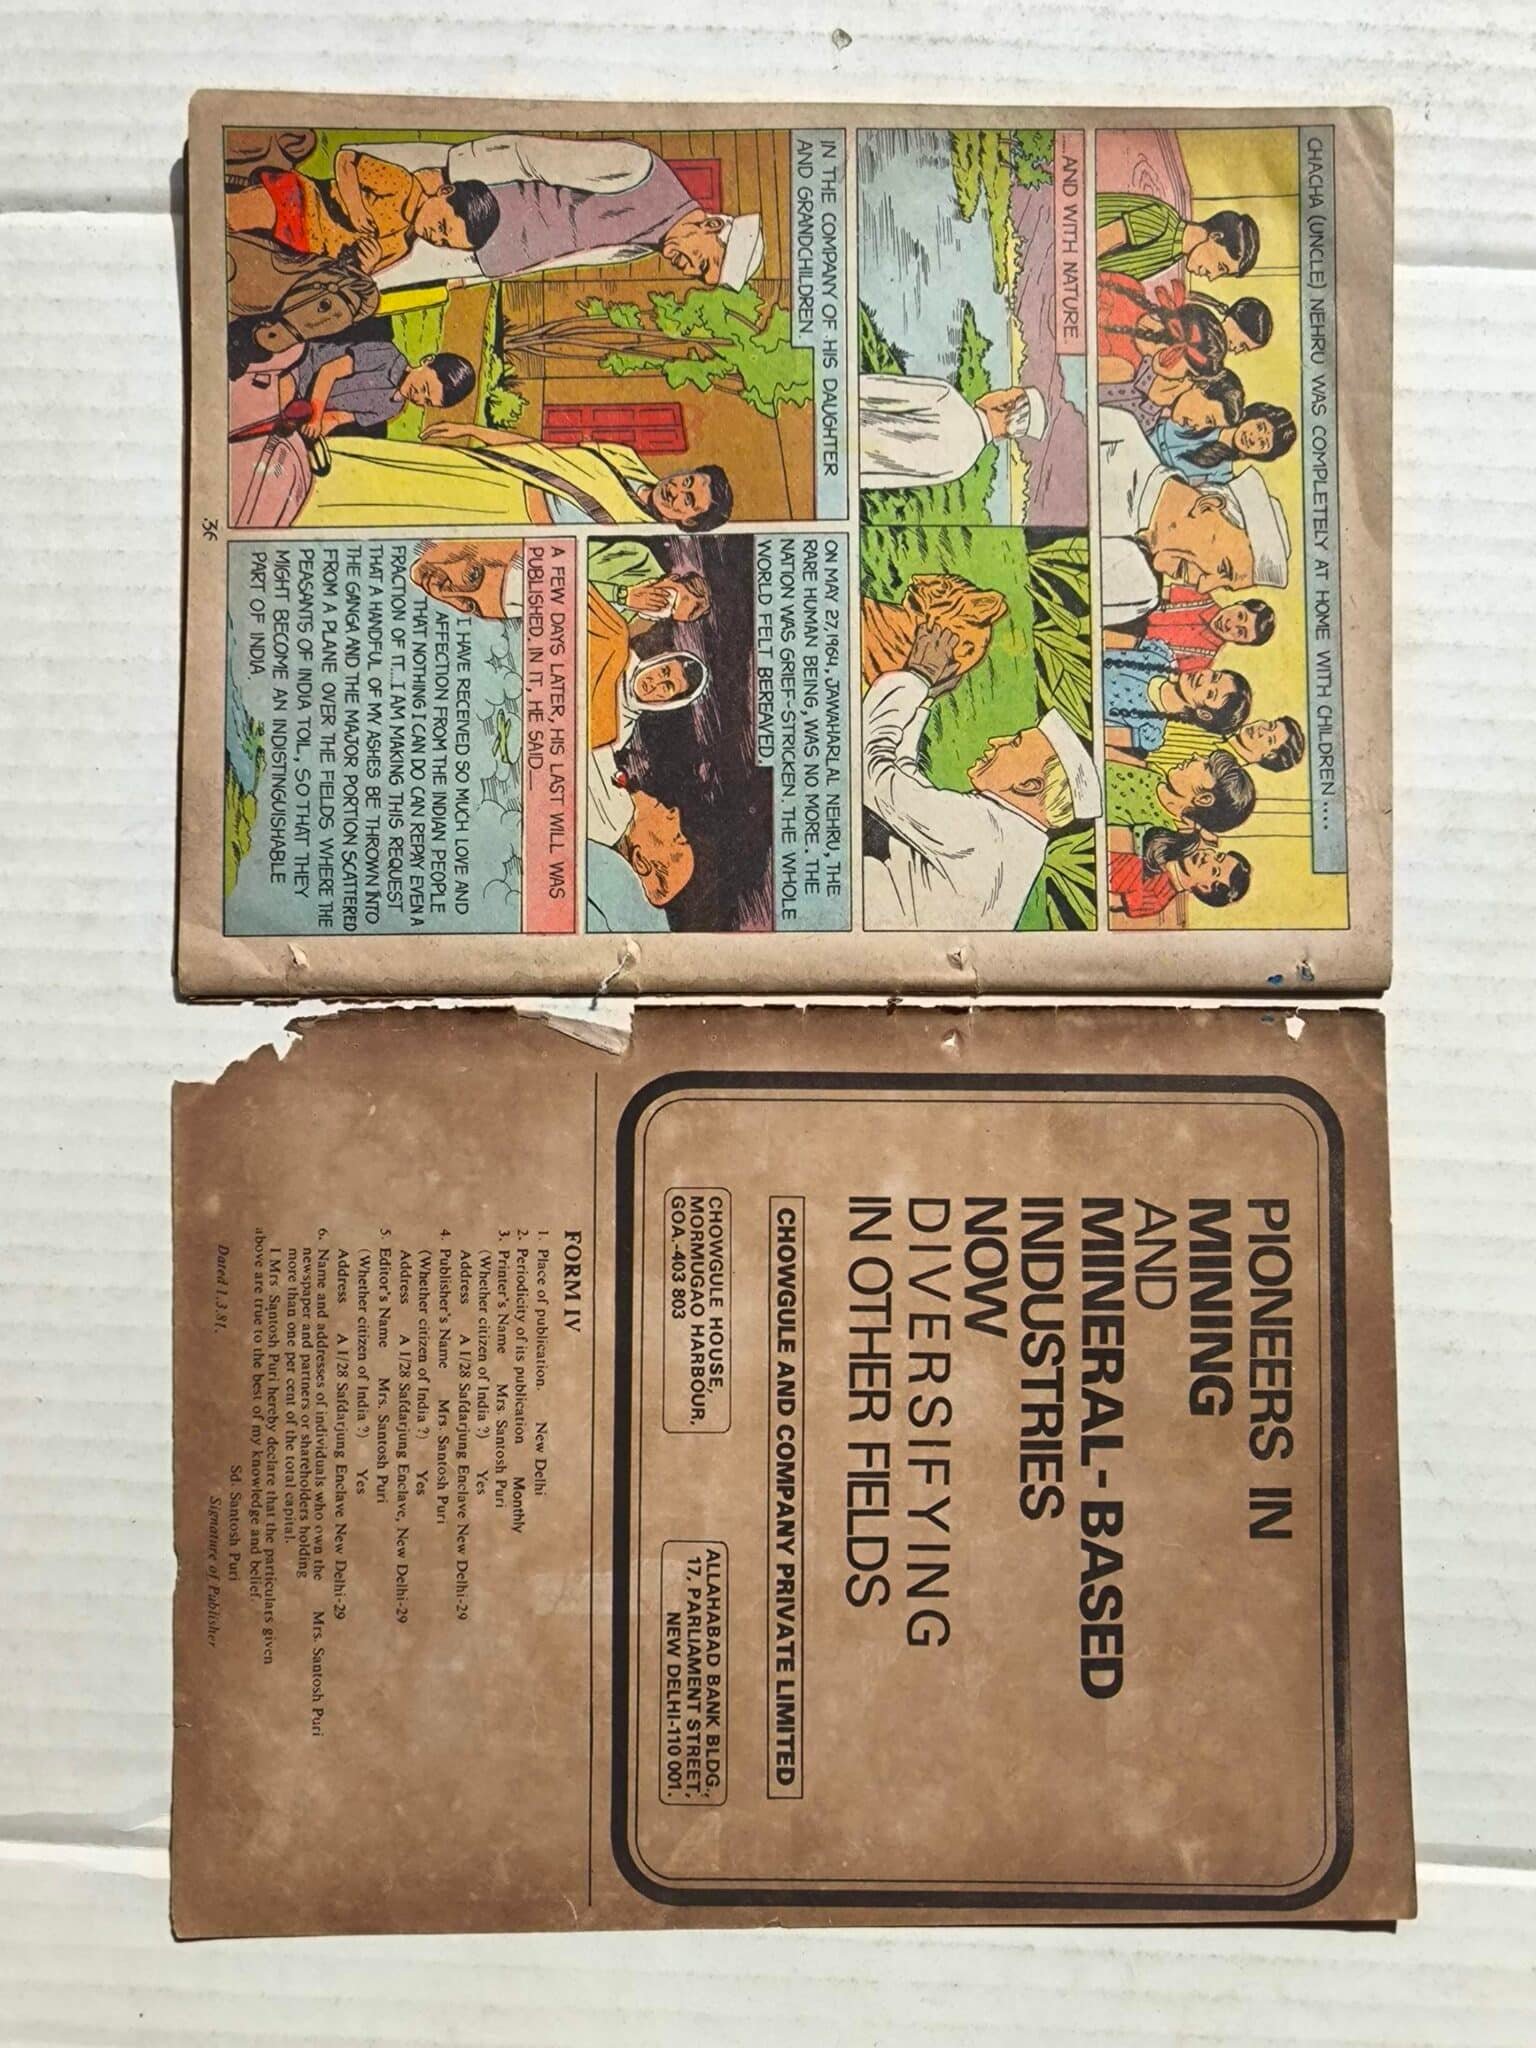 CHACHA (UNCLE) NEHRU WAS COMPLETELY AT HOME WITH CHILDREN....
....AND WITH NATURE.
IN THE COMPANY OF HIS DAUGHTER
AND GRANDCHILDREN.
ON MAY 27, 1964, JAWAHARLAL NEHRU, THE
RARE HUMAN BEING, WAS NO MORE. THE
NATION WAS GRIEF-STRICKEN. THE WHOLE
WORLD FELT BEREAVED.
A FEW DAYS LATER, HIS LAST WILL WAS
PUBLISHED. IN IT, HE SAID—
I HAVE RECEIVED SO MUCH LOVE AND
AFFECTION FROM THE INDIAN PEOPLE
THAT NOTHING I CAN DO CAN REPAY EVEN A
FRACTION OF IT...I AM MAKING THIS REQUEST
THAT A HANDFUL OF MY ASHES BE THROWN INTO
THE GANGA AND THE MAJOR PORTION SCATTERED
FROM A PLANE OVER THE FIELDS WHERE THE
PEASANTS OF INDIA TOIL, SO THAT THEY
MIGHT BECOME AN INDISTINGUISHABLE
PART OF INDIA.
36
PIONEERS IN
MINING
AND
MINERAL-BASED
INDUSTRIES
NOW
DIVERSIFYING
IN OTHER FIELDS
CHOWGULE AND COMPANY PRIVATE LIMITED
CHOWGULE HOUSE,
MORMUGAO HARBOUR,
GOA.-403 803
ALLAHABAD BANK BLDG.,
17, PARLIAMENT STREET,
NEW DELHI-110 001.
FORM IV
1. Place of publication. New Delhi
2. Periodicity of its publication Monthly
3. Printer's Name Mrs. Santosh Puri
(Whether citizen of India ?) Yes
Address A 1/28 Safdarjung Enclave New Delhi-29
4. Publisher's Name Mrs. Santosh Puri
(Whether citizen of India ?) Yes
Address A 1/28 Safdarjung Enclave, New Delhi-29
5. Editor's Name Mrs. Santosh Puri
(Whether citizen of India ?) Yes
Address A 1/28 Safdarjung Enclave New Delhi-29
6. Name and addresses of individuals who own the Mrs. Santosh Puri
newspaper and partners or shareholders holding
more than one per cent of the total capital.
I Mrs Santosh Puri hereby declare that the particulars given
above are true to the best of my knowledge and belief.
Sd. Santosh Puri
Dated 1.3.81. Signature of Publisher